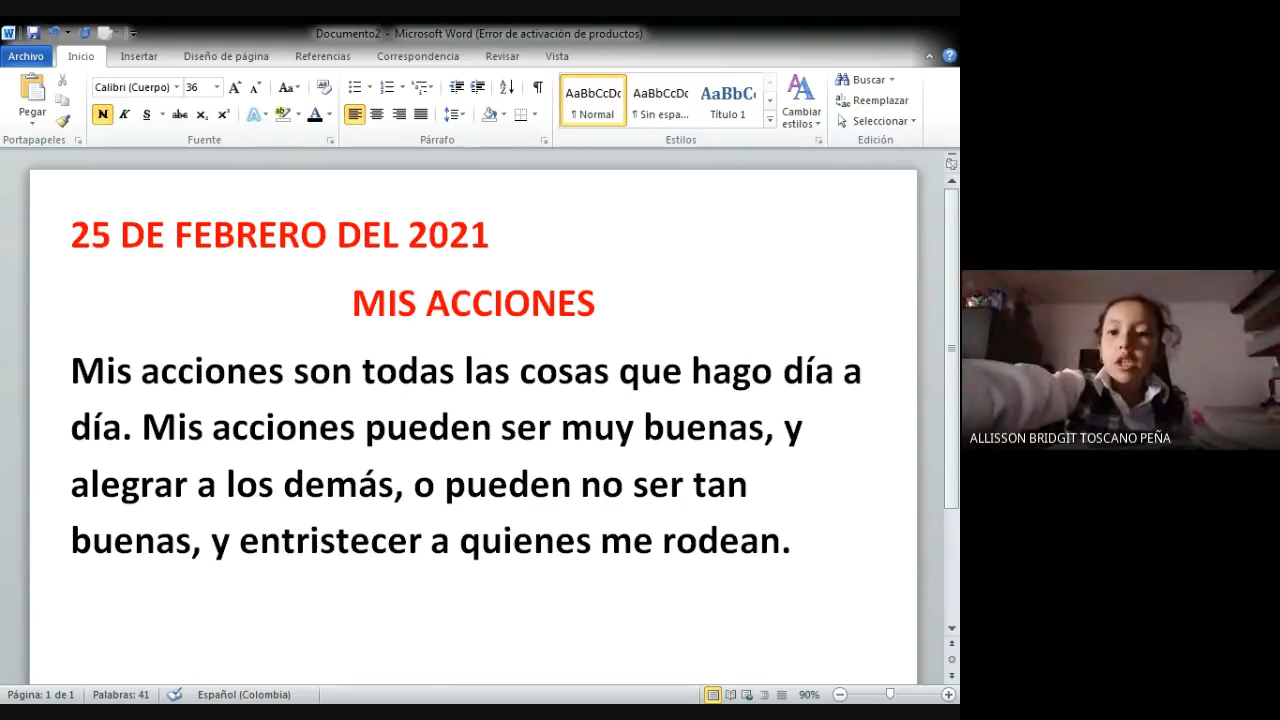 Documento2 - Microsoft Word (Error de activación de productos)
Archivo Inicio Insertar Diseño de página Referencias Correspondencia Revisar Vista
Calibri (Cuerpo) 36 Aa
AaBbCcDc AaBbCcDc AaBbC
Buscar
Reemplazar
Seleccionar
Pegar
N K S abc x₂ x² A
¶ Normal ¶ Sin espa... Título 1
Cambiar estilos
Portapapeles Fuente Párrafo Estilos Edición
25 DE FEBRERO DEL 2021
MIS ACCIONES
Mis acciones son todas las cosas que hago día a
día. Mis acciones pueden ser muy buenas, y
alegrar a los demás, o pueden no ser tan
buenas, y entristecer a quienes me rodean.
ALLISSON BRIDGIT TOSCANO PEÑA
Página: 1 de 1 Palabras: 41 Español (Colombia) 90%